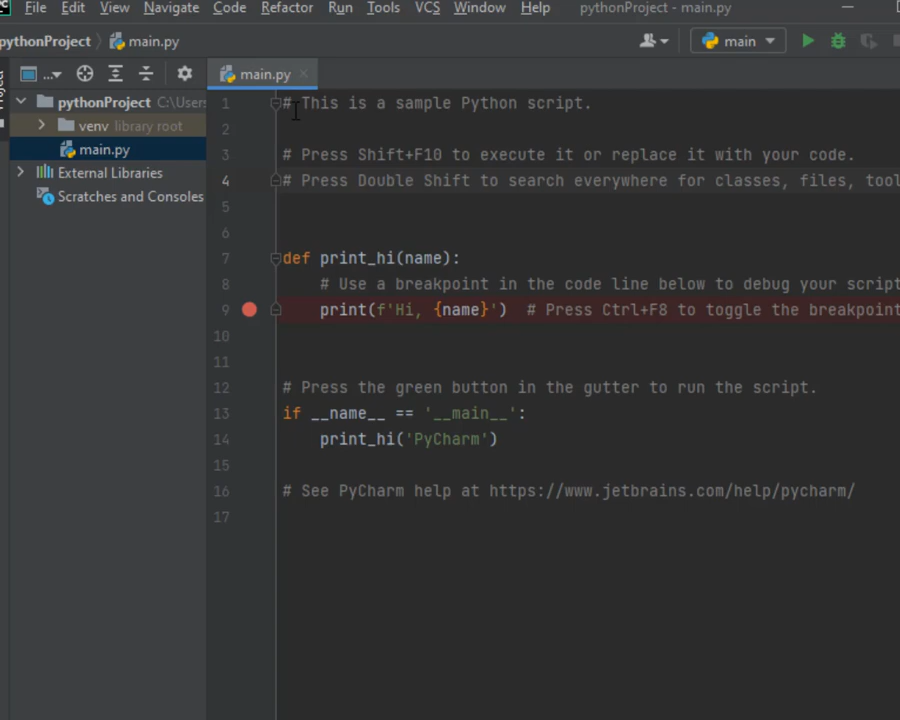 PC File Edit View Navigate Code Refactor Run Tools VCS Window Help pythonProject - main.py
pythonProject main.py main
... main.py
pythonProject C:\Users
venv library root
main.py
External Libraries
Scratches and Consoles
1 # This is a sample Python script.
2
3 # Press Shift+F10 to execute it or replace it with your code.
4 # Press Double Shift to search everywhere for classes, files, tool
5
6
7 def print_hi(name):
8 # Use a breakpoint in the code line below to debug your script
9 print(f'Hi, {name}') # Press Ctrl+F8 to toggle the breakpoint
10
11
12 # Press the green button in the gutter to run the script.
13 if __name__ == '__main__':
14 print_hi('PyCharm')
15
16 # See PyCharm help at https://www.jetbrains.com/help/pycharm/
17